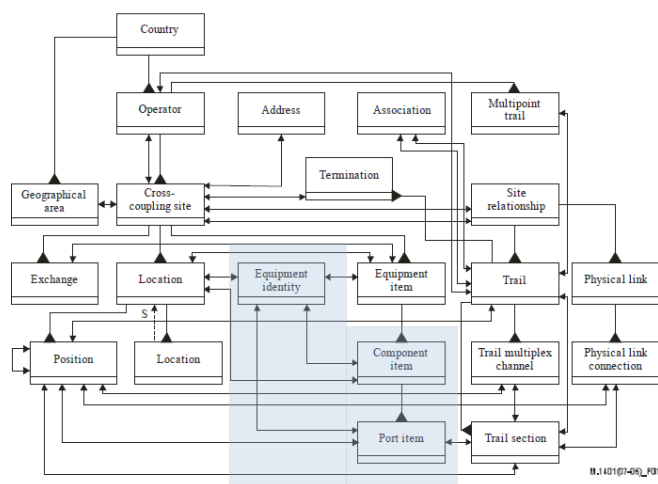 Country
Operator
Address
Association
Multipoint
trail
Termination
Geographical
area
Cross-
coupling site
Site
relationship
Exchange
Location
Equipment
identity
Equipment
item
Trail
Physical link
S
Position
Location
Component
item
Trail multiplex
channel
Physical link
connection
Port item
Trail section
M.1401(07-06)_F01